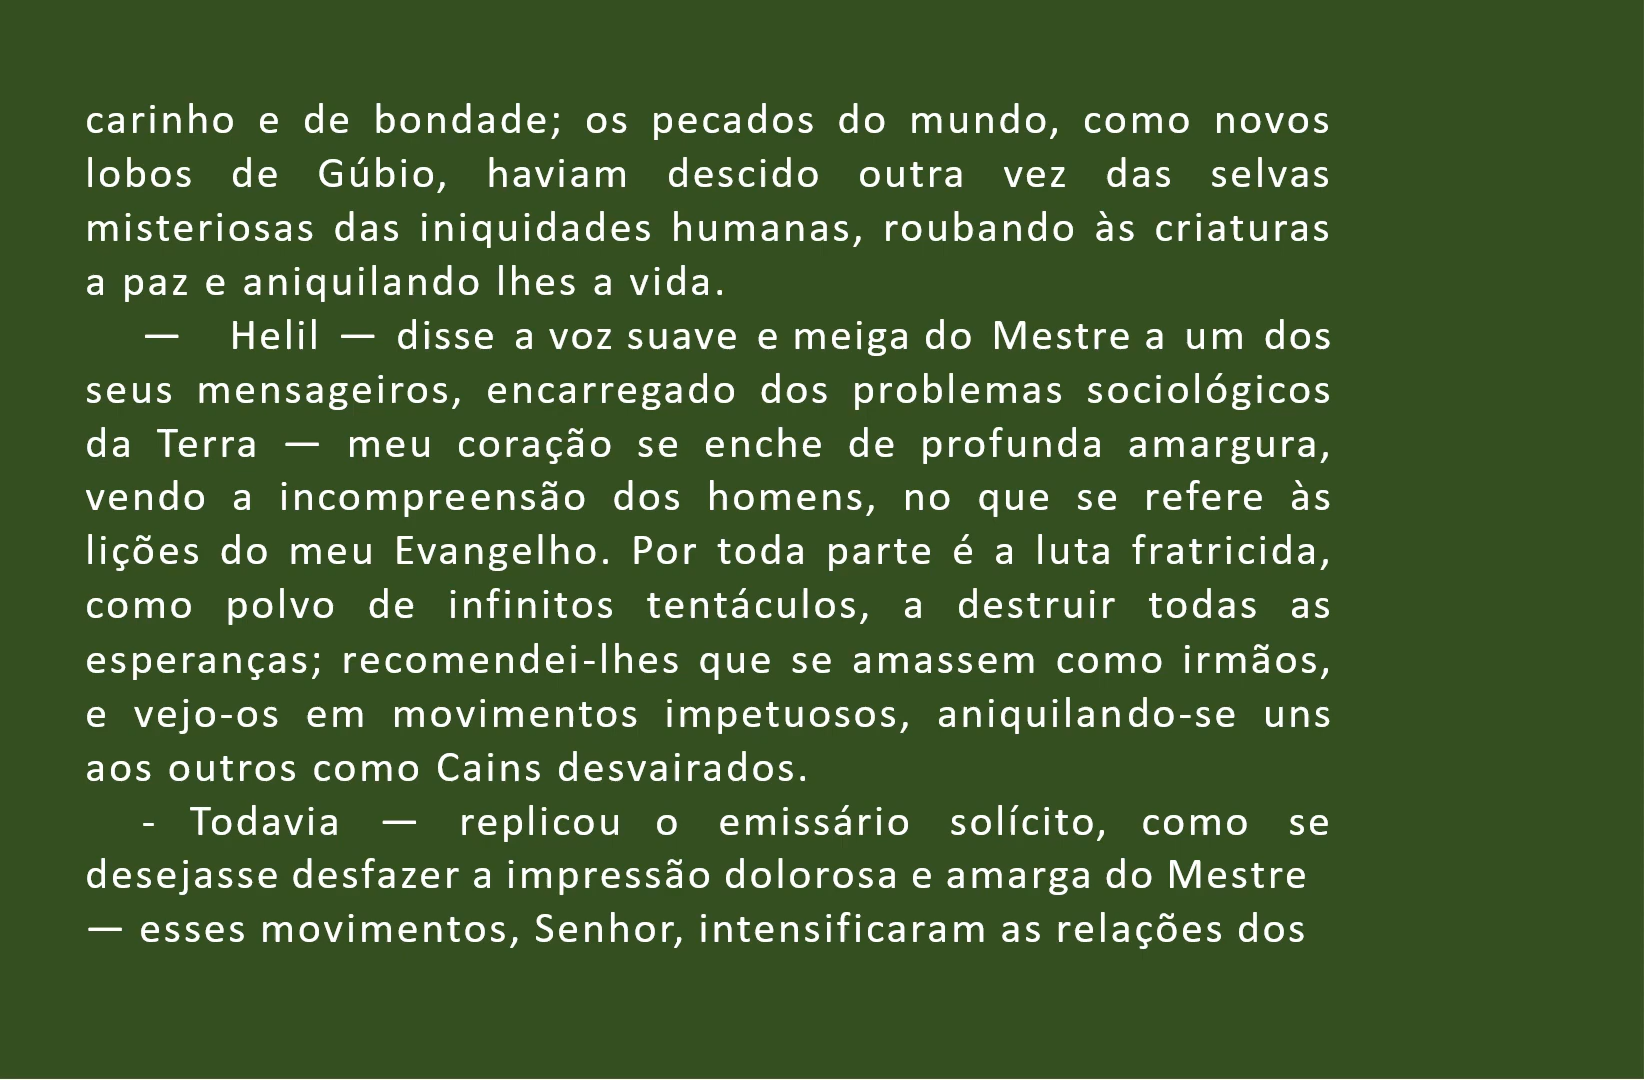 carinho e de bondade; os pecados do mundo, como novos
lobos de Gúbio, haviam descido outra vez das selvas
misteriosas das iniquidades humanas, roubando às criaturas
a paz e aniquilando lhes a vida.
— Helil — disse a voz suave e meiga do Mestre a um dos
seus mensageiros, encarregado dos problemas sociológicos
da Terra — meu coração se enche de profunda amargura,
vendo a incompreensão dos homens, no que se refere às
lições do meu Evangelho. Por toda parte é a luta fratricida,
como polvo de infinitos tentáculos, a destruir todas as
esperanças; recomendei-lhes que se amassem como irmãos,
e vejo-os em movimentos impetuosos, aniquilando-se uns
aos outros como Cains desvairados.
- Todavia — replicou o emissário solícito, como se
desejasse desfazer a impressão dolorosa e amarga do Mestre
— esses movimentos, Senhor, intensificaram as relações dos